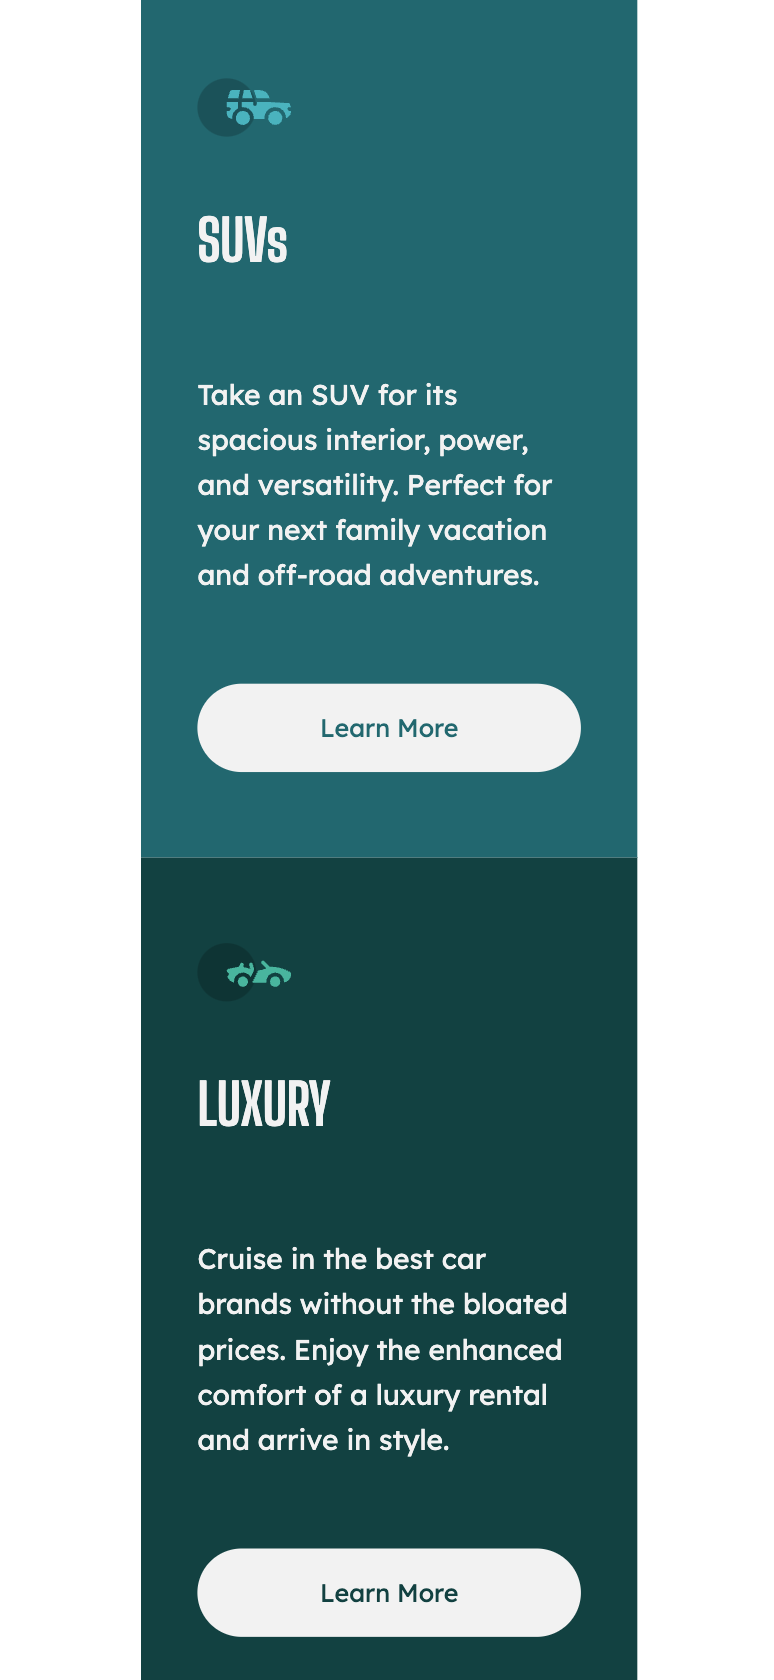 SUVs
Take an SUV for its
spacious interior, power,
and versatility. Perfect for
your next family vacation
and off-road adventures.
Learn More
LUXURY
Cruise in the best car
brands without the bloated
prices. Enjoy the enhanced
comfort of a luxury rental
and arrive in style.
Learn More